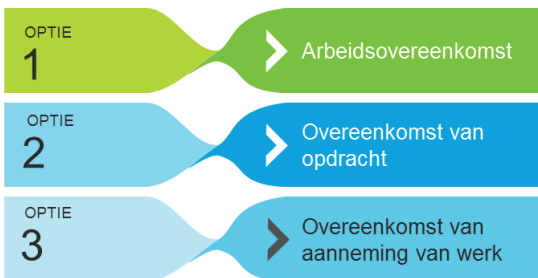 OPTIE
1
Arbeidsovereenkomst
OPTIE
2
Overeenkomst van
opdracht
OPTIE
3
Overeenkomst van
aanneming van werk